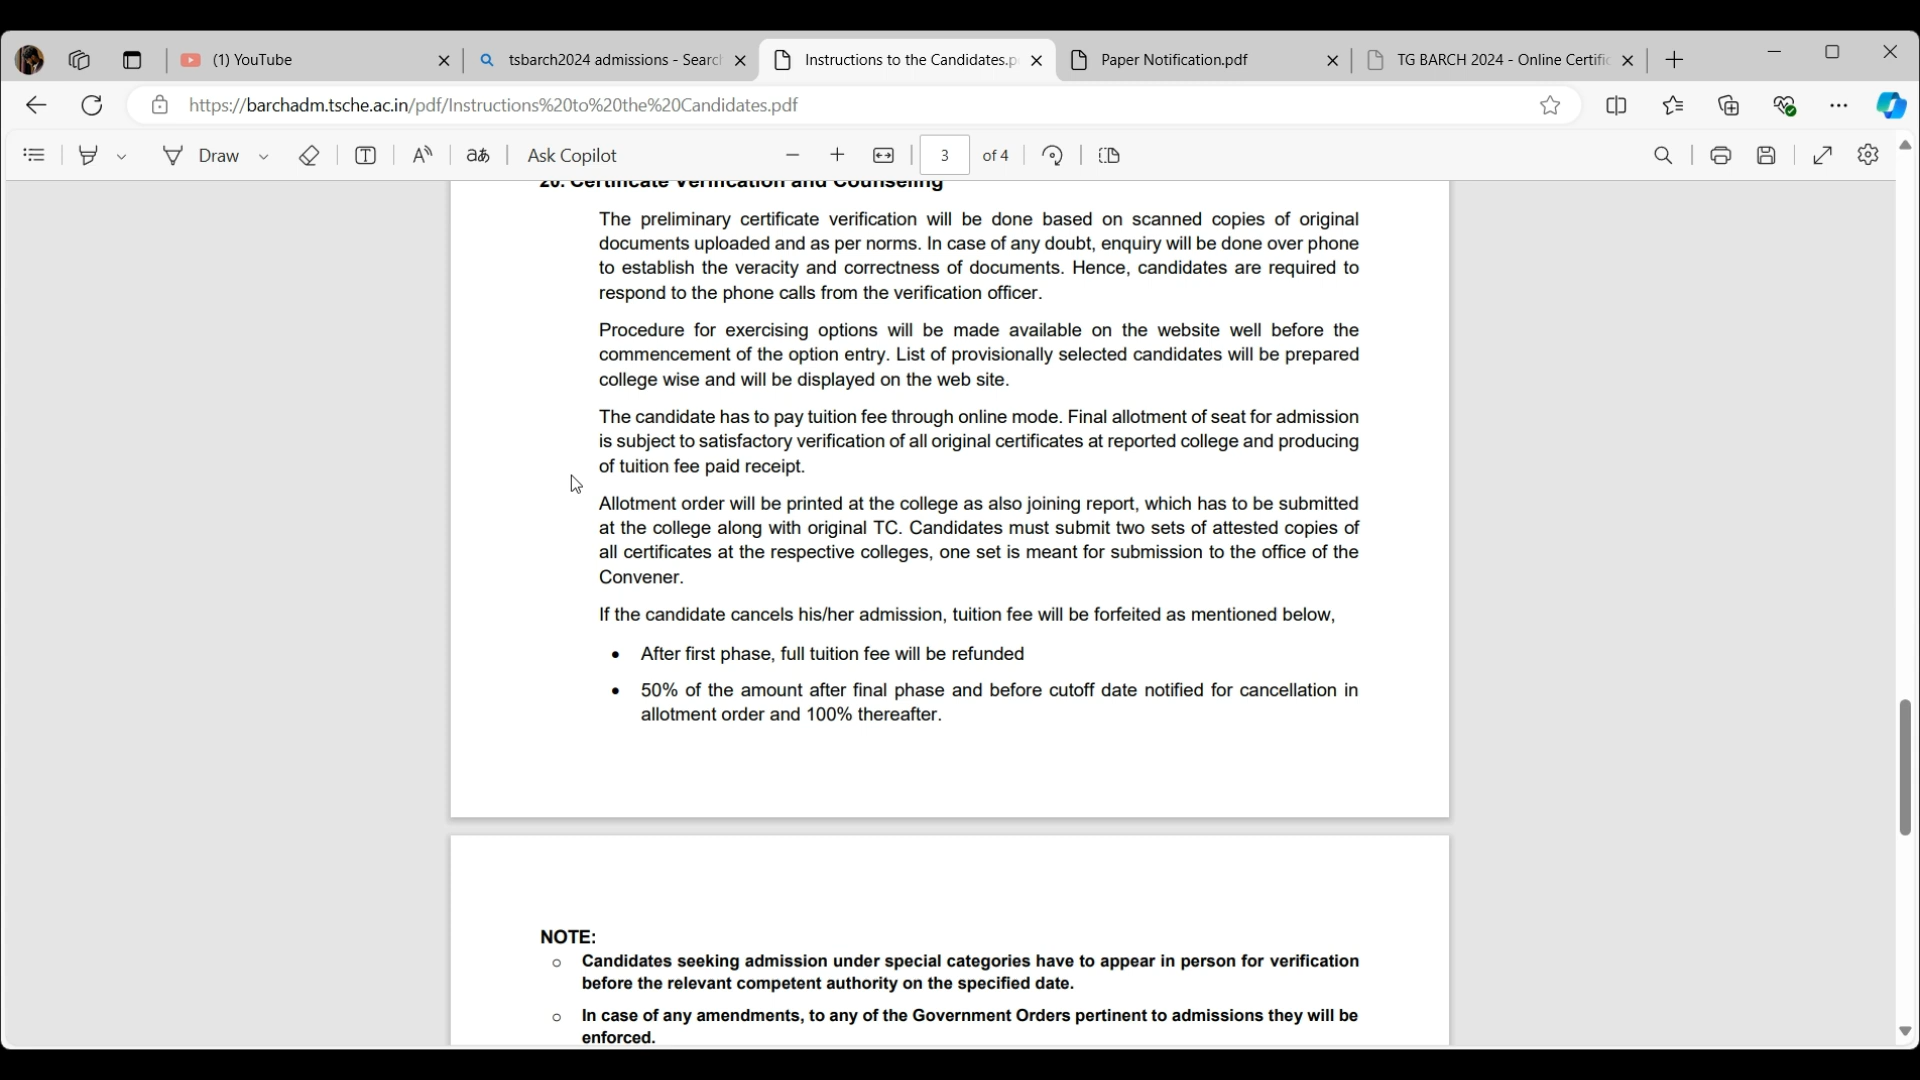 (1) YouTube
tsbarch2024 admissions - Search
Instructions to the Candidates.p
Paper Notification.pdf
TG BARCH 2024 - Online Certific
https://barchadm.tsche.ac.in/pdf/Instructions%20to%20the%20Candidates.pdf
Draw
aあ
Ask Copilot
3 of 4
20. Certificate Verification and Counseling
The preliminary certificate verification will be done based on scanned copies of original
documents uploaded and as per norms. In case of any doubt, enquiry will be done over phone
to establish the veracity and correctness of documents. Hence, candidates are required to
respond to the phone calls from the verification officer.
Procedure for exercising options will be made available on the website well before the
commencement of the option entry. List of provisionally selected candidates will be prepared
college wise and will be displayed on the web site.
The candidate has to pay tuition fee through online mode. Final allotment of seat for admission
is subject to satisfactory verification of all original certificates at reported college and producing
of tuition fee paid receipt.
Allotment order will be printed at the college as also joining report, which has to be submitted
at the college along with original TC. Candidates must submit two sets of attested copies of
all certificates at the respective colleges, one set is meant for submission to the office of the
Convener.
If the candidate cancels his/her admission, tuition fee will be forfeited as mentioned below,
• After first phase, full tuition fee will be refunded
• 50% of the amount after final phase and before cutoff date notified for cancellation in
allotment order and 100% thereafter.
NOTE:
o Candidates seeking admission under special categories have to appear in person for verification
before the relevant competent authority on the specified date.
o In case of any amendments, to any of the Government Orders pertinent to admissions they will be
enforced.